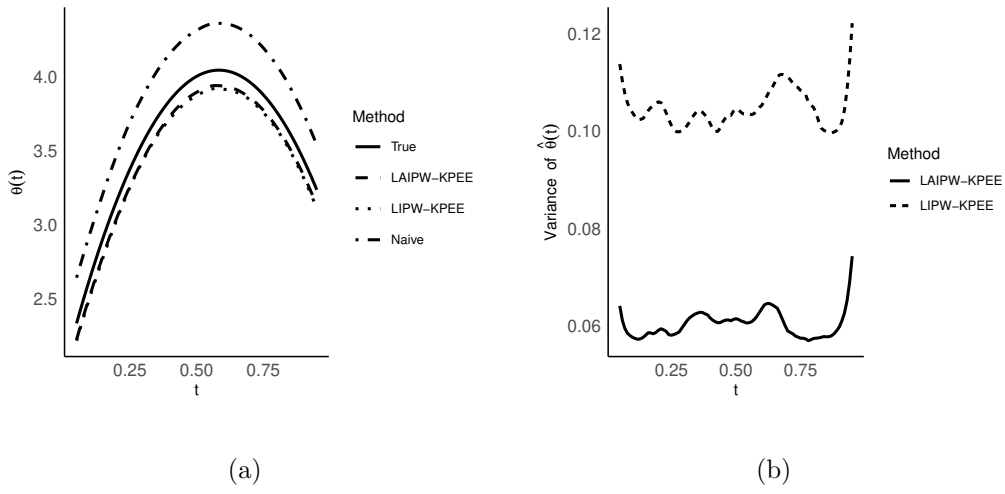 θ(t)
4.0
3.5
3.0
2.5
0.25 0.50 0.75
t
Method
True
LAIPW−KPEE
LIPW−KPEE
Naive
(a)
Variance of θ̂(t)
0.12
0.10
0.08
0.06
0.25 0.50 0.75
t
Method
LAIPW−KPEE
LIPW−KPEE
(b)